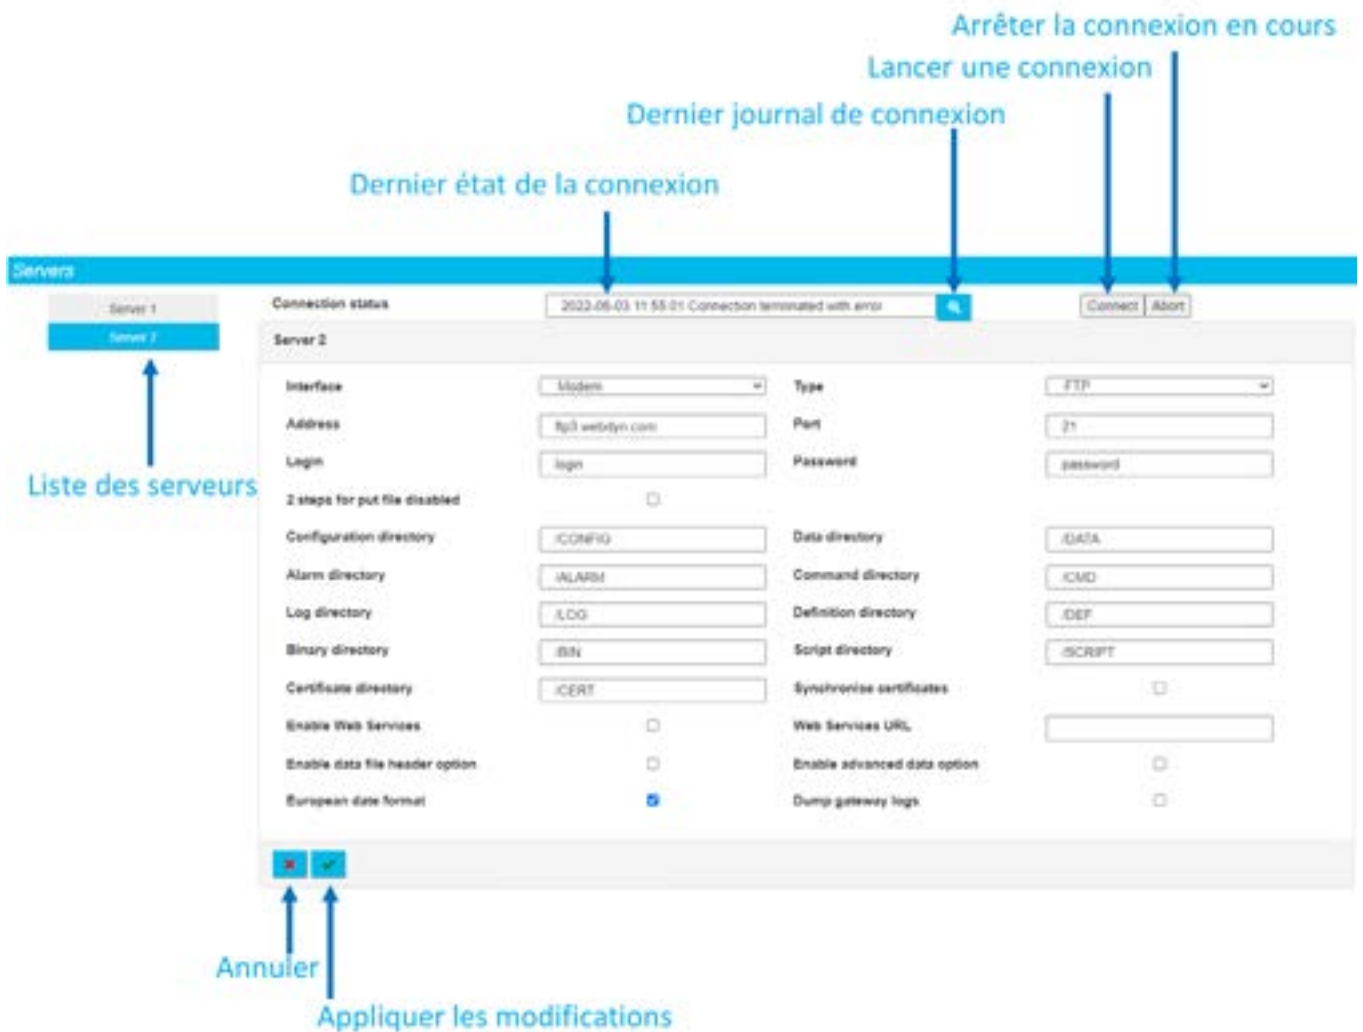 Arrêter la connexion en cours
Lancer une connexion
Dernier journal de connexion
Dernier état de la connexion
Servers
Server 1
Connection status
2022-06-03 11:55:01 Connection terminated with error
Connect
Abort
Server 2
Server 2
Interface
Modem
Type
FTP
Address
ftp3.webdyn.com
Port
21
Login
login
Password
password
Liste des serveurs
2 steps for put file disabled
Configuration directory
/CONFIG
Data directory
/DATA
Alarm directory
/ALARM
Command directory
/CMD
Log directory
/LOG
Definition directory
/DEF
Binary directory
/BIN
Script directory
/SCRIPT
Certificate directory
/CERT
Synchronise certificates
Enable Web Services
Web Services URL
Enable data file header option
Enable advanced data option
European date format
Dump gateway logs
Annuler
Appliquer les modifications